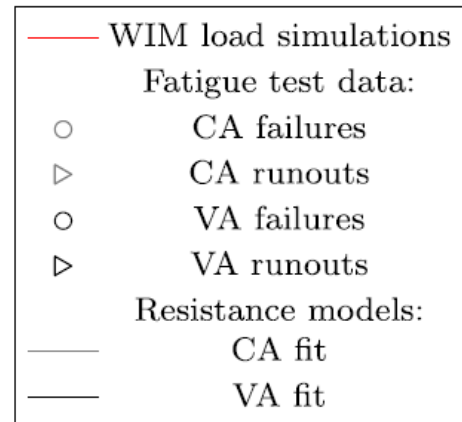 WIM load simulations
Fatigue test data:
CA failures
CA runouts
VA failures
VA runouts
Resistance models:
CA fit
VA fit